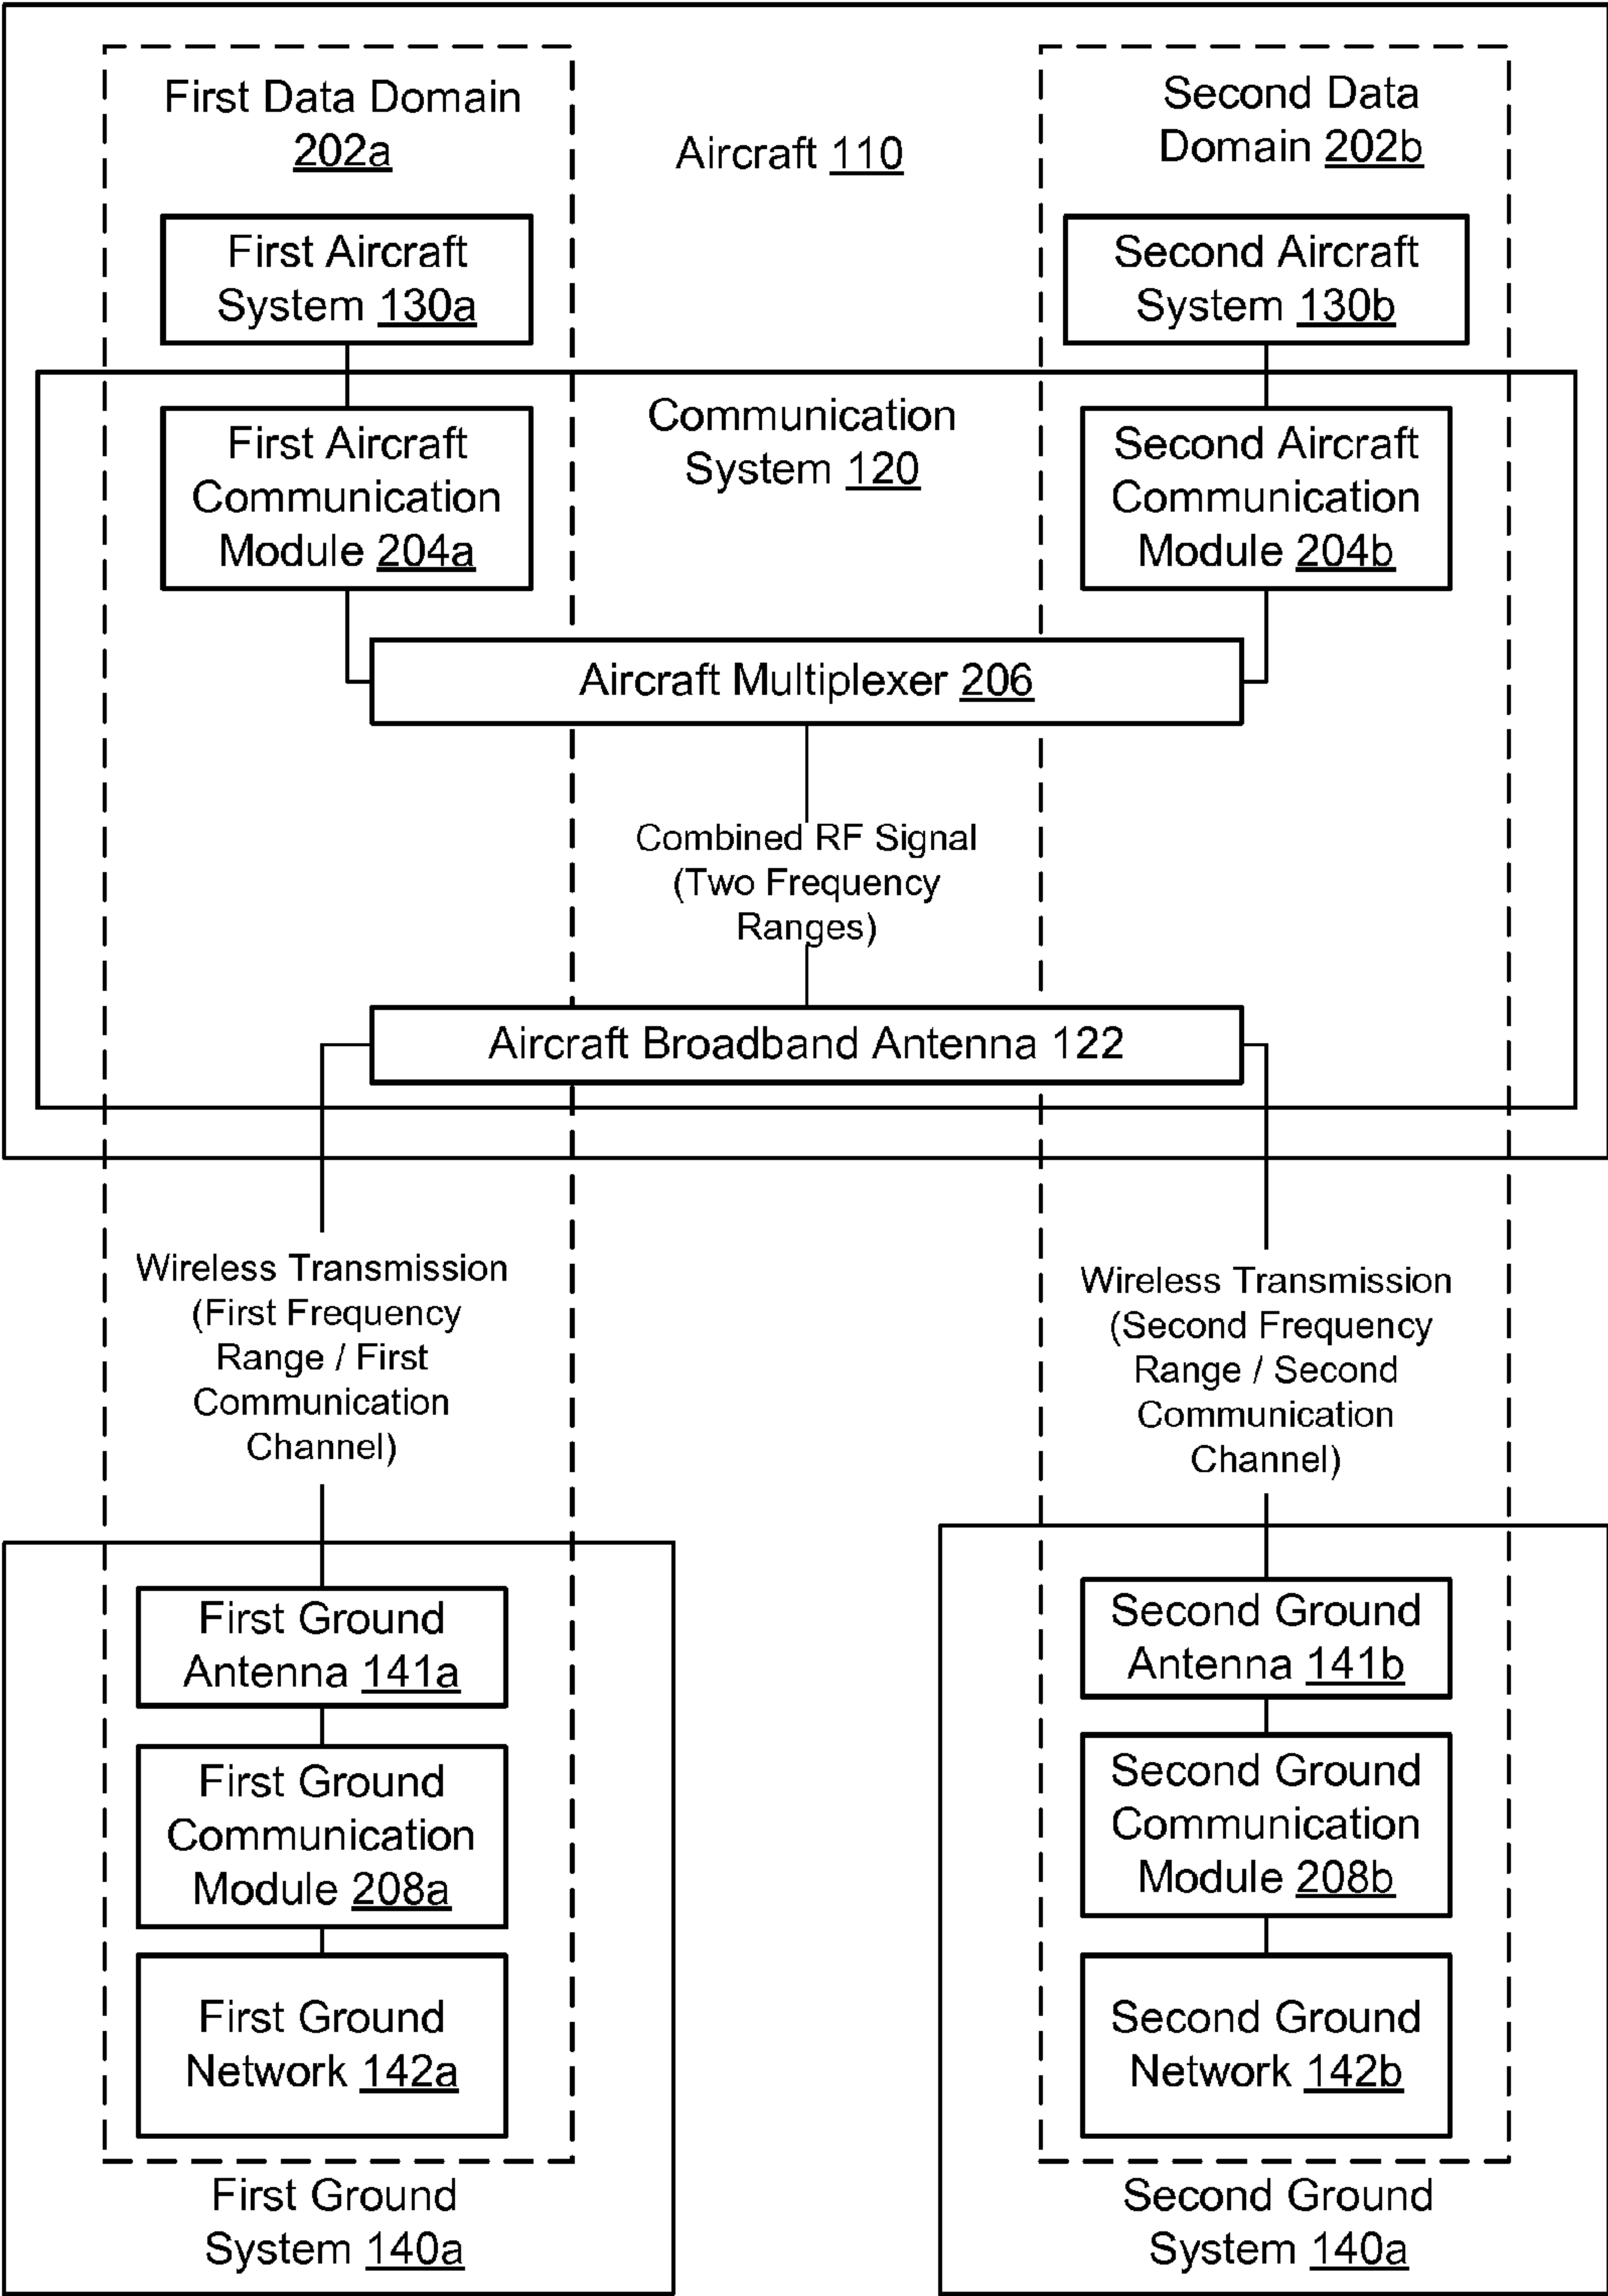 First Data Domain
202a
Aircraft 110
Second Data
Domain 202b
First Aircraft
System 130a
Second Aircraft
System 130b
First Aircraft
Communication
Module 204a
Communication
System 120
Second Aircraft
Communication
Module 204b
Aircraft Multiplexer 206
Combined RF Signal
(Two Frequency
Ranges)
Aircraft Broadband Antenna 122
Wireless Transmission
(First Frequency
Range / First
Communication
Channel)
Wireless Transmission
(Second Frequency
Range / Second
Communication
Channel)
First Ground
Antenna 141a
Second Ground
Antenna 141b
First Ground
Communication
Module 208a
Second Ground
Communication
Module 208b
First Ground
Network 142a
Second Ground
Network 142b
First Ground
System 140a
Second Ground
System 140a